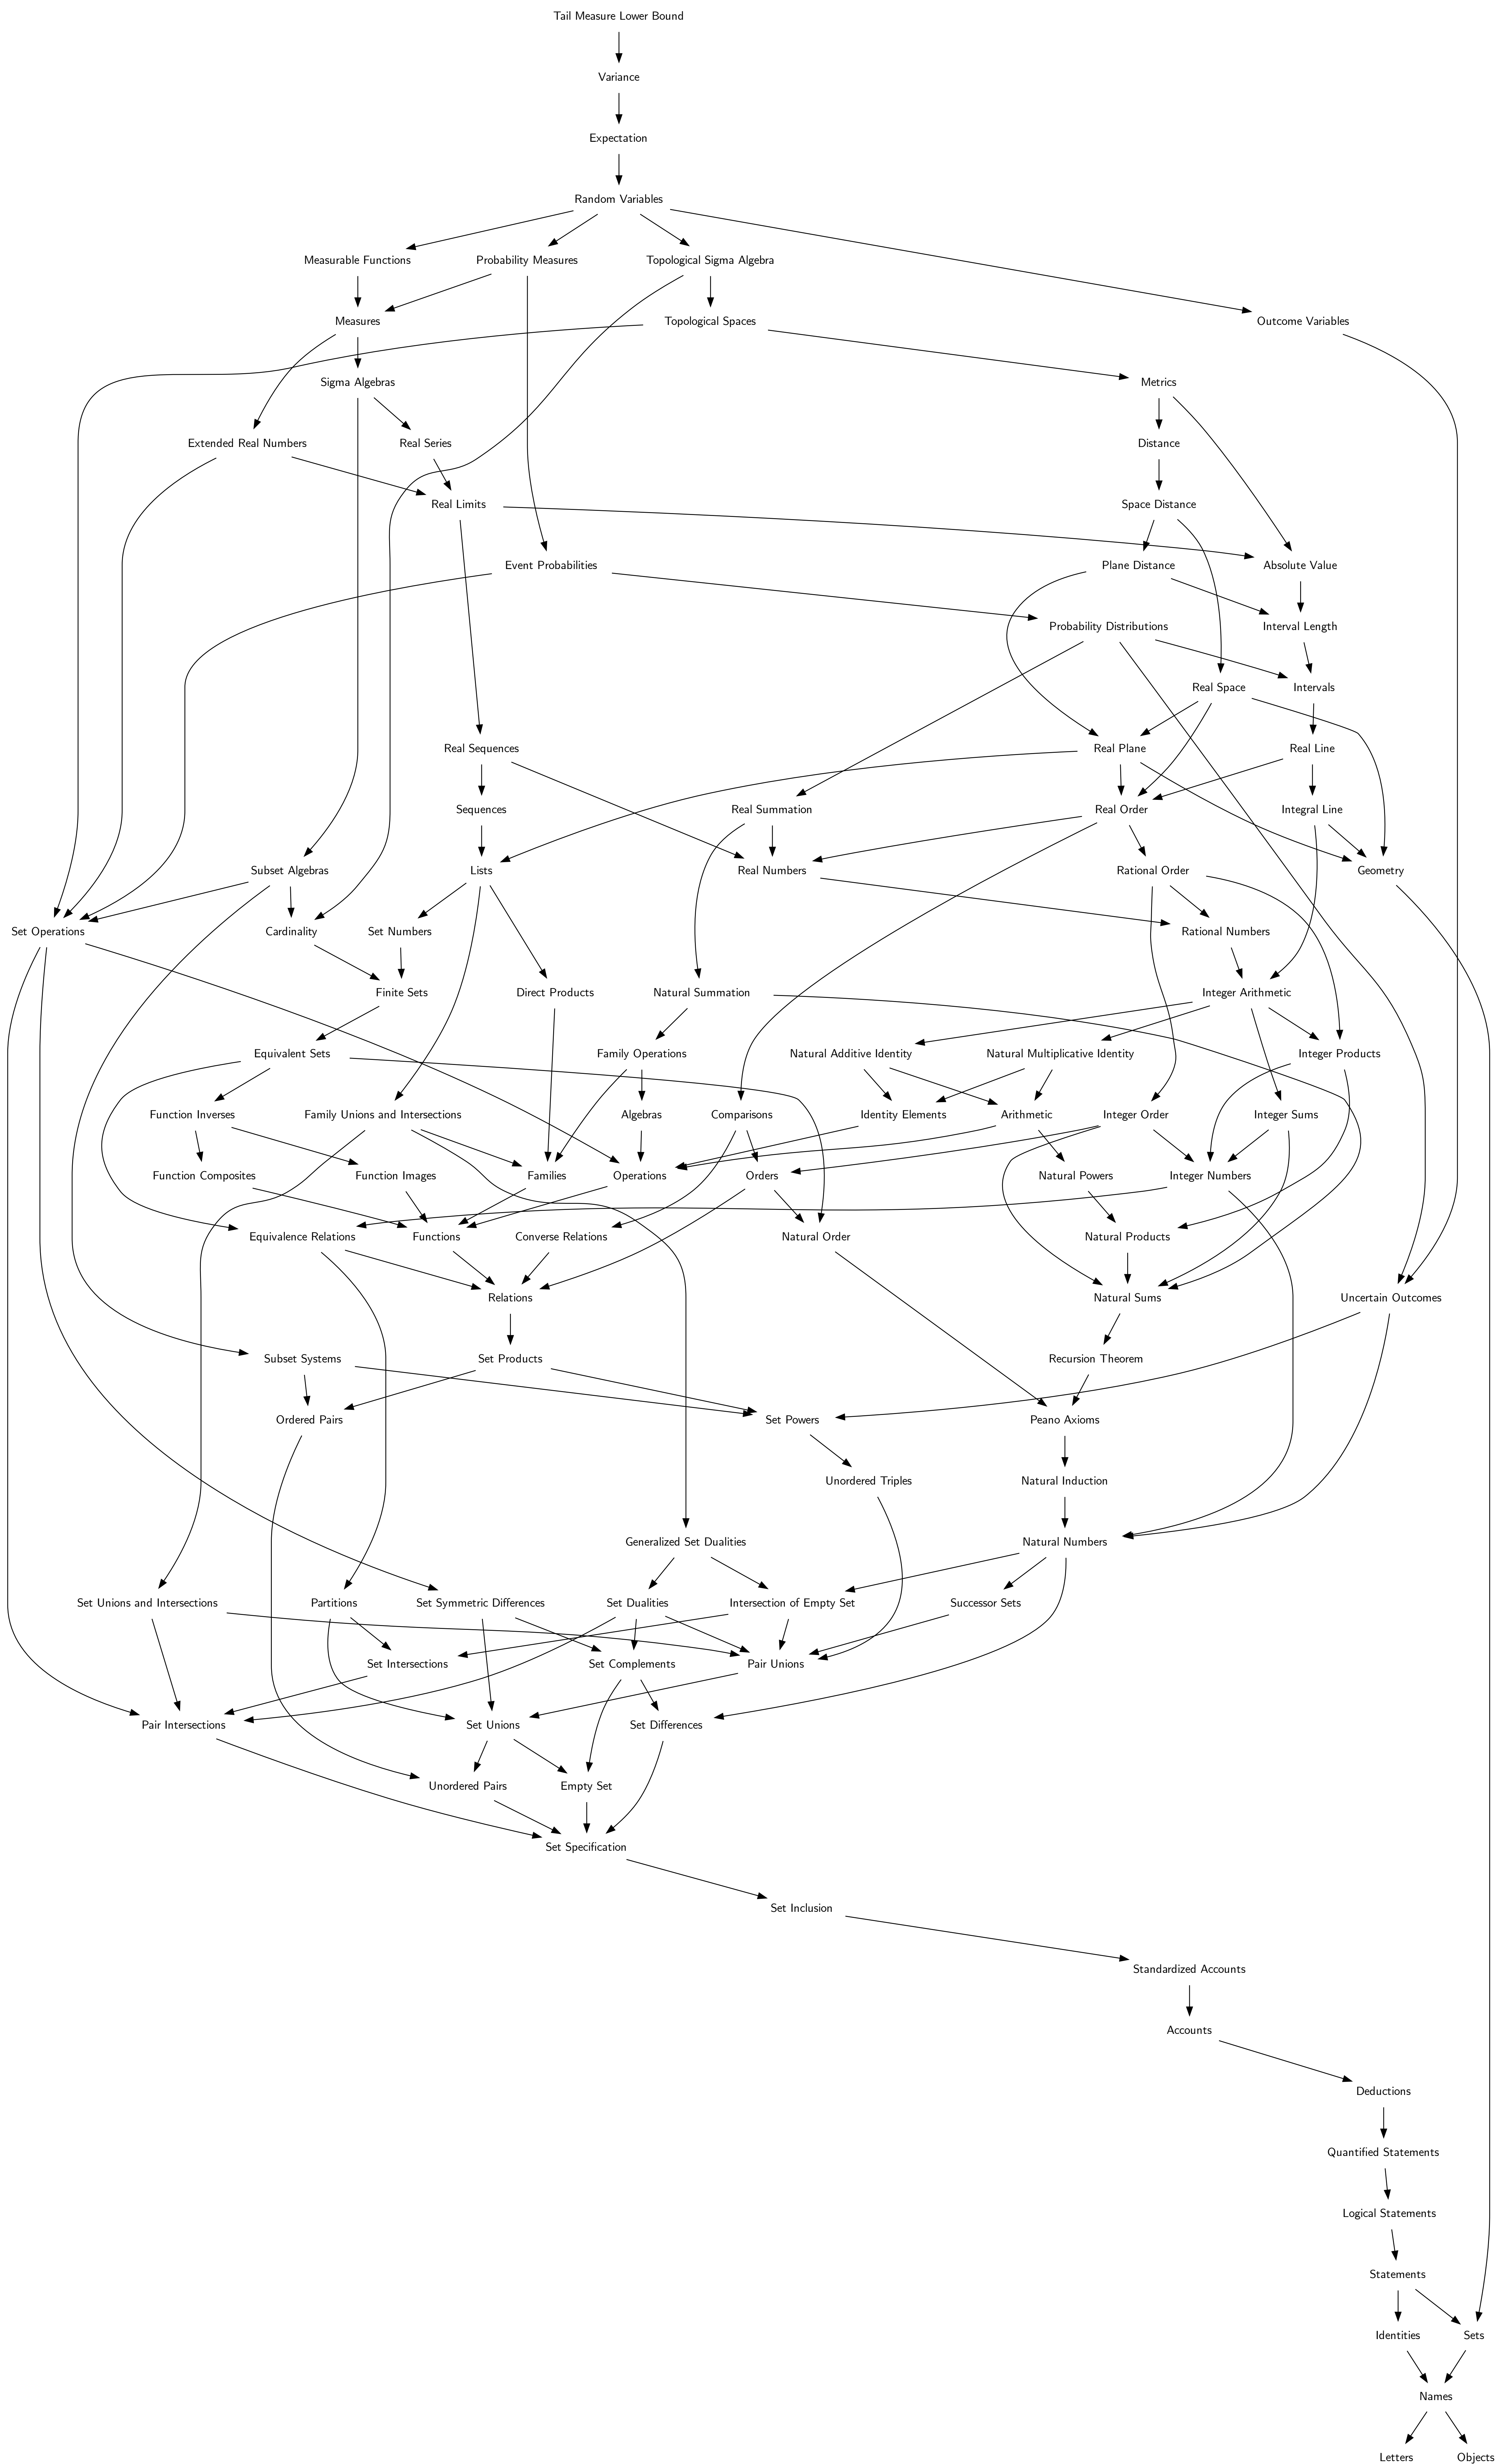 Tail Measure Lower Bound
Variance
Expectation
Random Variables
Measurable Functions
Probability Measures
Topological Sigma Algebra
Measures
Topological Spaces
Outcome Variables
Sigma Algebras
Metrics
Extended Real Numbers
Real Series
Distance
Real Limits
Space Distance
Event Probabilities
Plane Distance
Absolute Value
Probability Distributions
Interval Length
Real Space
Intervals
Real Sequences
Real Plane
Real Line
Sequences
Real Summation
Real Order
Integral Line
Subset Algebras
Lists
Real Numbers
Rational Order
Geometry
Set Operations
Cardinality
Set Numbers
Rational Numbers
Finite Sets
Direct Products
Natural Summation
Integer Arithmetic
Equivalent Sets
Family Operations
Natural Additive Identity
Natural Multiplicative Identity
Integer Products
Function Inverses
Family Unions and Intersections
Algebras
Comparisons
Identity Elements
Arithmetic
Integer Order
Integer Sums
Function Composites
Function Images
Families
Operations
Orders
Natural Powers
Integer Numbers
Equivalence Relations
Functions
Converse Relations
Natural Order
Natural Products
Relations
Natural Sums
Uncertain Outcomes
Subset Systems
Set Products
Recursion Theorem
Ordered Pairs
Set Powers
Peano Axioms
Unordered Triples
Natural Induction
Generalized Set Dualities
Natural Numbers
Set Unions and Intersections
Partitions
Set Symmetric Differences
Set Dualities
Intersection of Empty Set
Successor Sets
Set Intersections
Set Complements
Pair Unions
Pair Intersections
Set Unions
Set Differences
Unordered Pairs
Empty Set
Set Specification
Set Inclusion
Standardized Accounts
Accounts
Deductions
Quantified Statements
Logical Statements
Statements
Identities
Sets
Names
Letters
Objects